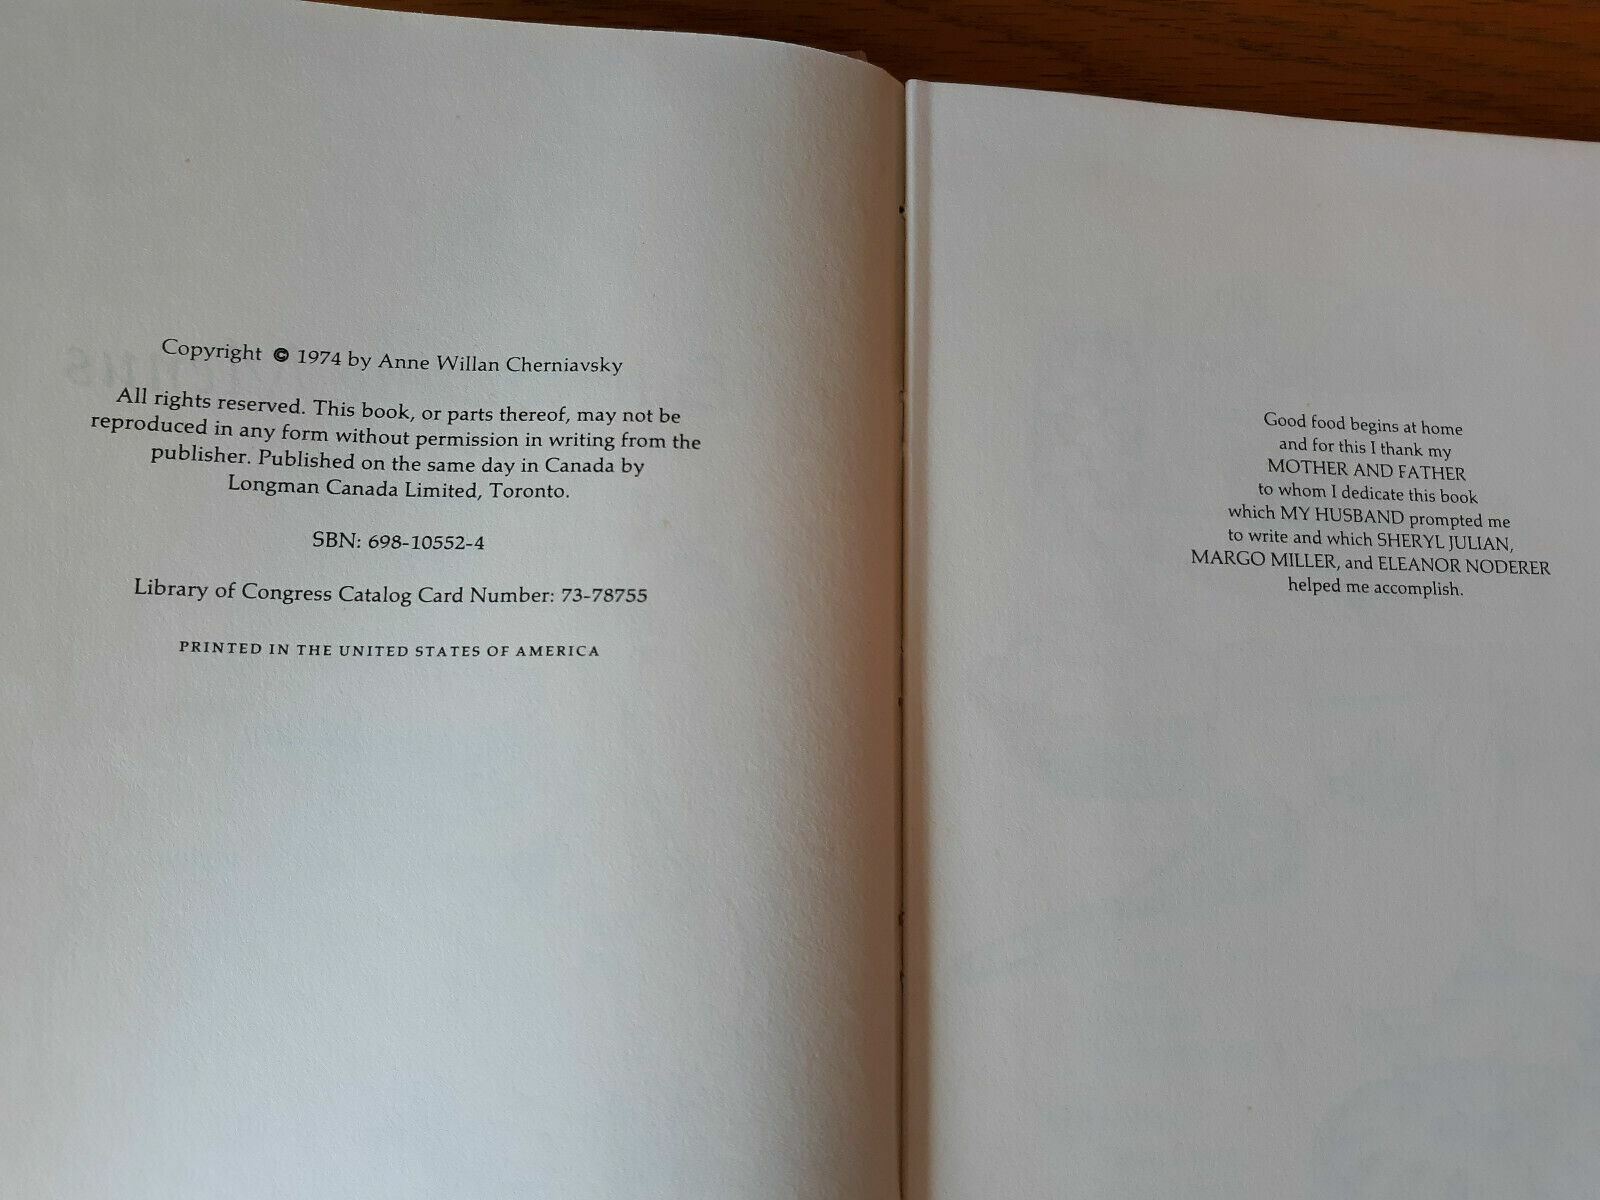 Copyright © 1974 by Anne Willan Cherniavsky
All rights reserved. This book, or parts thereof, may not be
reproduced in any form without permission in writing from the
publisher. Published on the same day in Canada by
Longman Canada Limited, Toronto.
SBN: 698-10552-4
Library of Congress Catalog Card Number: 73-78755
PRINTED IN THE UNITED STATES OF AMERICA
Good food begins at home
and for this I thank my
MOTHER AND FATHER
to whom I dedicate this book
which MY HUSBAND prompted me
to write and which SHERYL JULIAN,
MARGO MILLER, and ELEANOR NODERER
helped me accomplish.